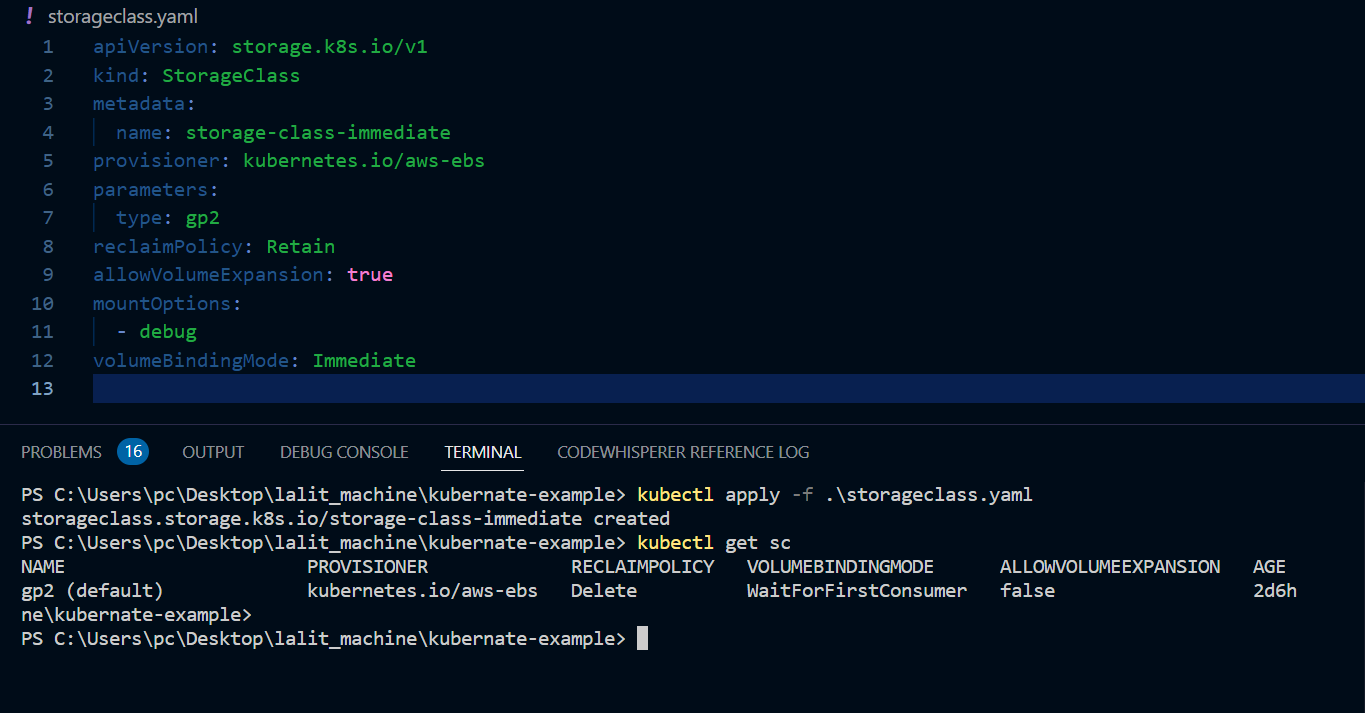 ! storageclass.yaml
1 apiVersion: storage.k8s.io/v1
2 kind: StorageClass
3 metadata:
4   name: storage-class-immediate
5 provisioner: kubernetes.io/aws-ebs
6 parameters:
7   type: gp2
8 reclaimPolicy: Retain
9 allowVolumeExpansion: true
10 mountOptions:
11   - debug
12 volumeBindingMode: Immediate
13
PROBLEMS 16 OUTPUT DEBUG CONSOLE TERMINAL CODEWHISPERER REFERENCE LOG
PS C:\Users\pc\Desktop\lalit_machine\kubernate-example> kubectl apply -f .\storageclass.yaml
storageclass.storage.k8s.io/storage-class-immediate created
PS C:\Users\pc\Desktop\lalit_machine\kubernate-example> kubectl get sc
NAME PROVISIONER RECLAIMPOLICY VOLUMEBINDINGMODE ALLOWVOLUMEEXPANSION AGE
gp2 (default) kubernetes.io/aws-ebs Delete WaitForFirstConsumer false 2d6h
ne\kubernate-example>
PS C:\Users\pc\Desktop\lalit_machine\kubernate-example>